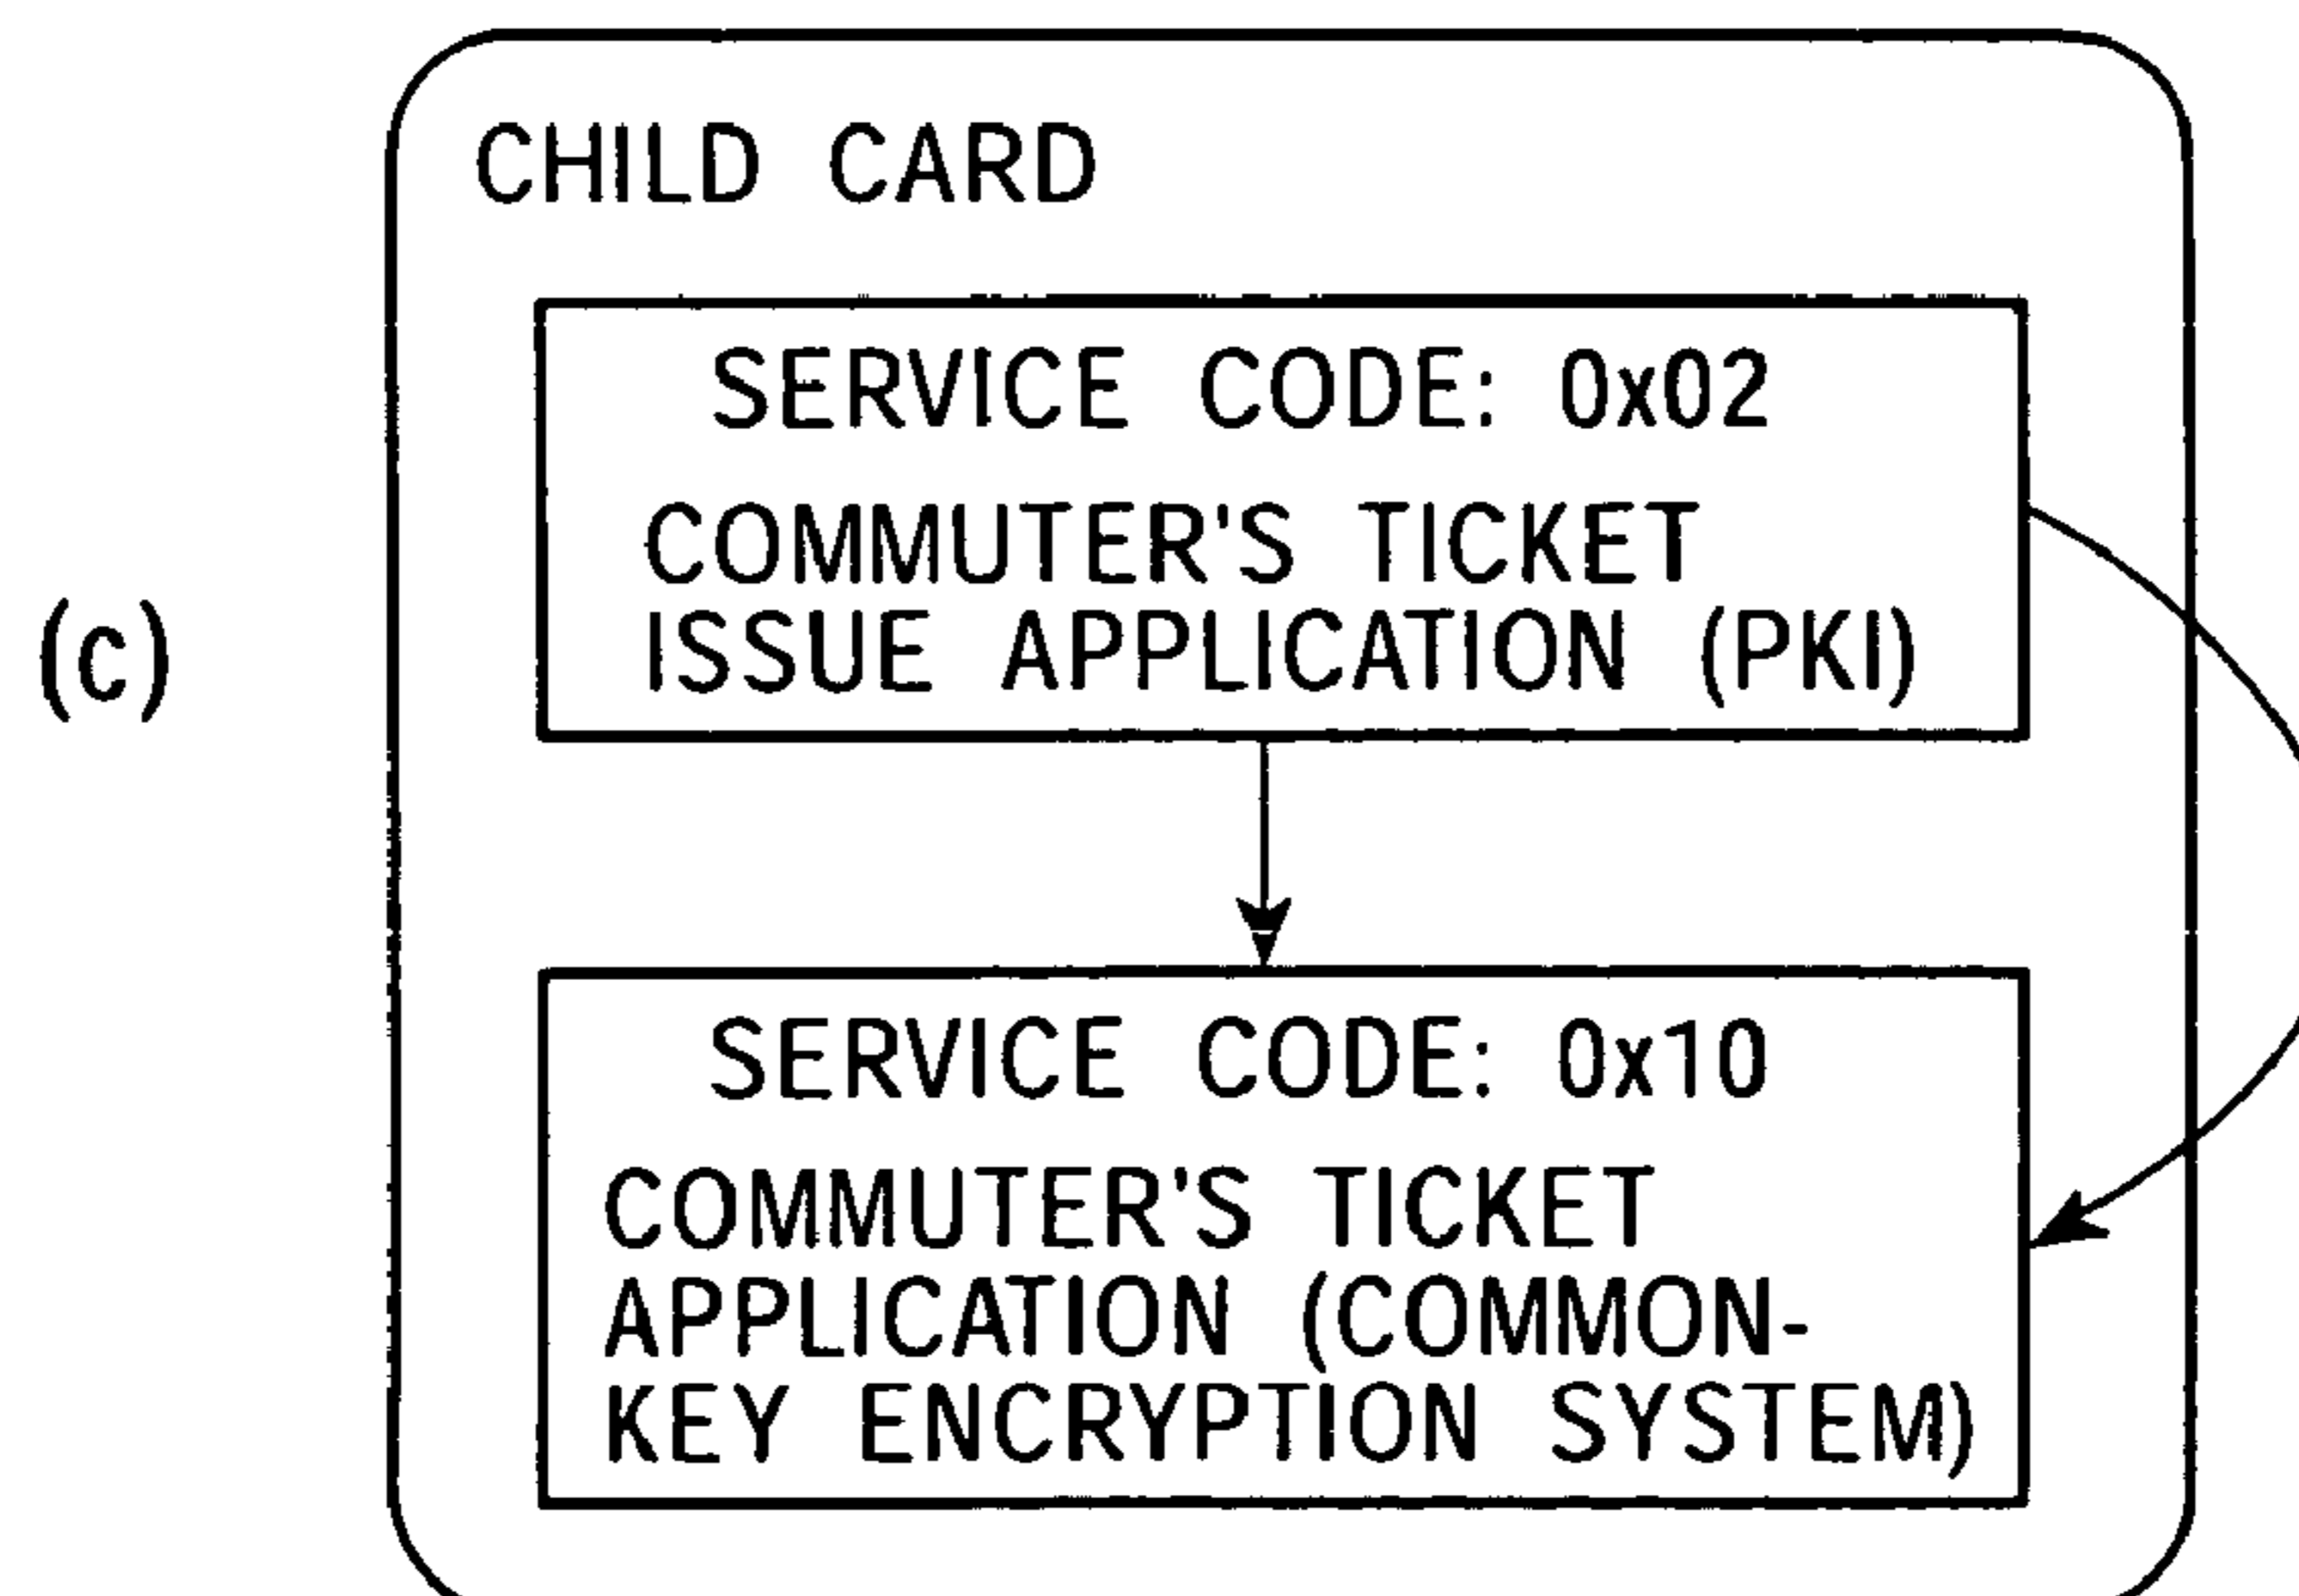 CHILD CARD
SERVICE CODE: 0x02
COMMUTER'S TICKET
ISSUE APPLICATION (PKI)
(c)
SERVICE CODE: 0x10
COMMUTER'S TICKET
APPLICATION (COMMON-
KEY ENCRYPTION SYSTEM)